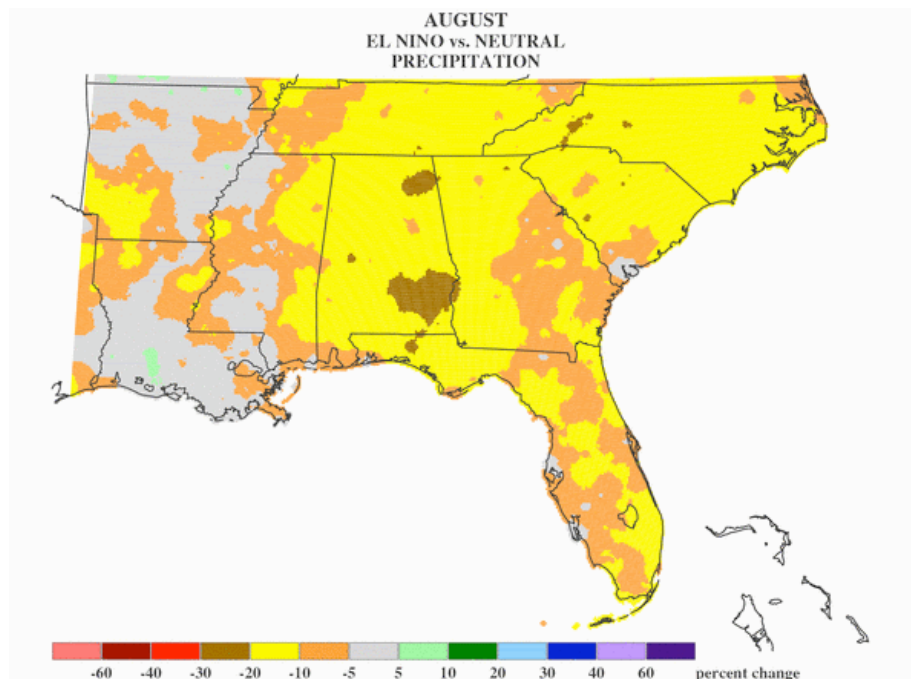 AUGUST
EL NINO vs. NEUTRAL
PRECIPITATION
-60 -40 -30 -20 -10 -5 5 10 20 30 40 60 percent change